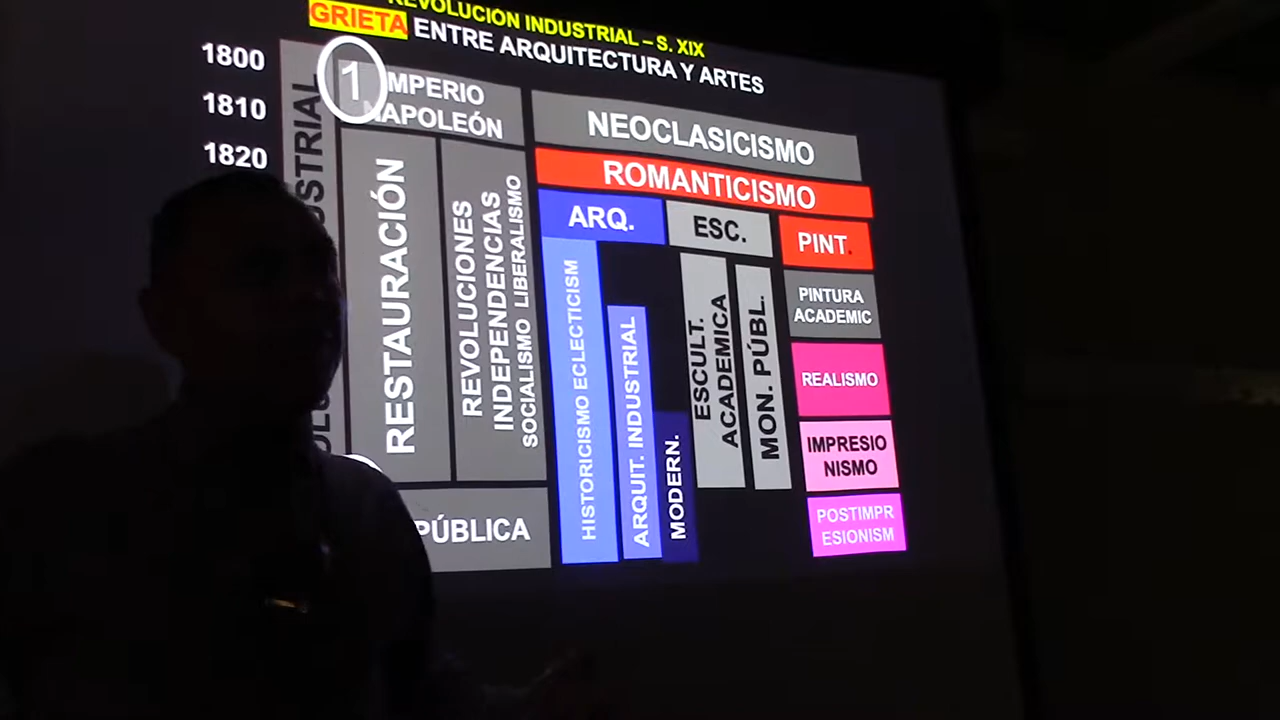 REVOLUCIÓN INDUSTRIAL – S. XIX
GRIETA ENTRE ARQUITECTURA Y ARTES
1800
1810
1820
1
IMPERIO
NAPOLEÓN
RESTAURACIÓN
REVOLUCIONES
INDEPENDENCIAS
SOCIALISMO LIBERALISMO
PÚBLICA
NEOCLASICISMO
ROMANTICISMO
ARQ.
HISTORICISMO ECLECTICISM
ARQUIT. INDUSTRIAL
MODERN.
ESC.
ESCULT.
ACADEMICA
MON. PÚBL.
PINT.
PINTURA
ACADEMIC
REALISMO
IMPRESIO
NISMO
POSTIMPR
ESIONISM